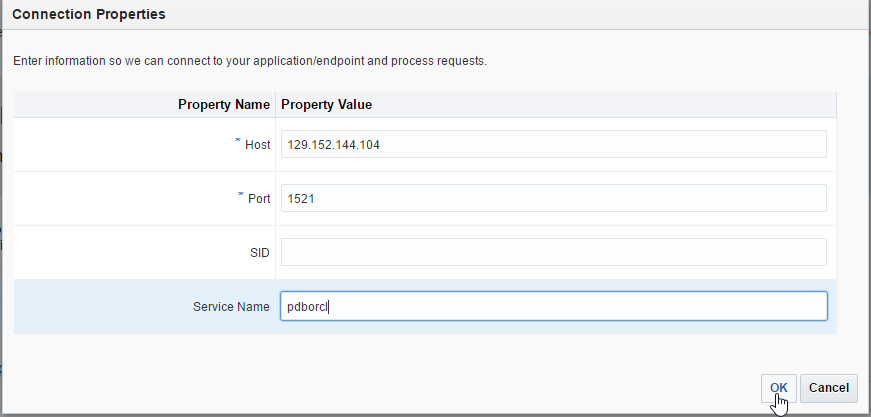 Connection Properties
Enter information so we can connect to your application/endpoint and process requests.
Property Name Property Value
* Host 129.152.144.104
* Port 1521
SID
Service Name pdborcl
OK Cancel